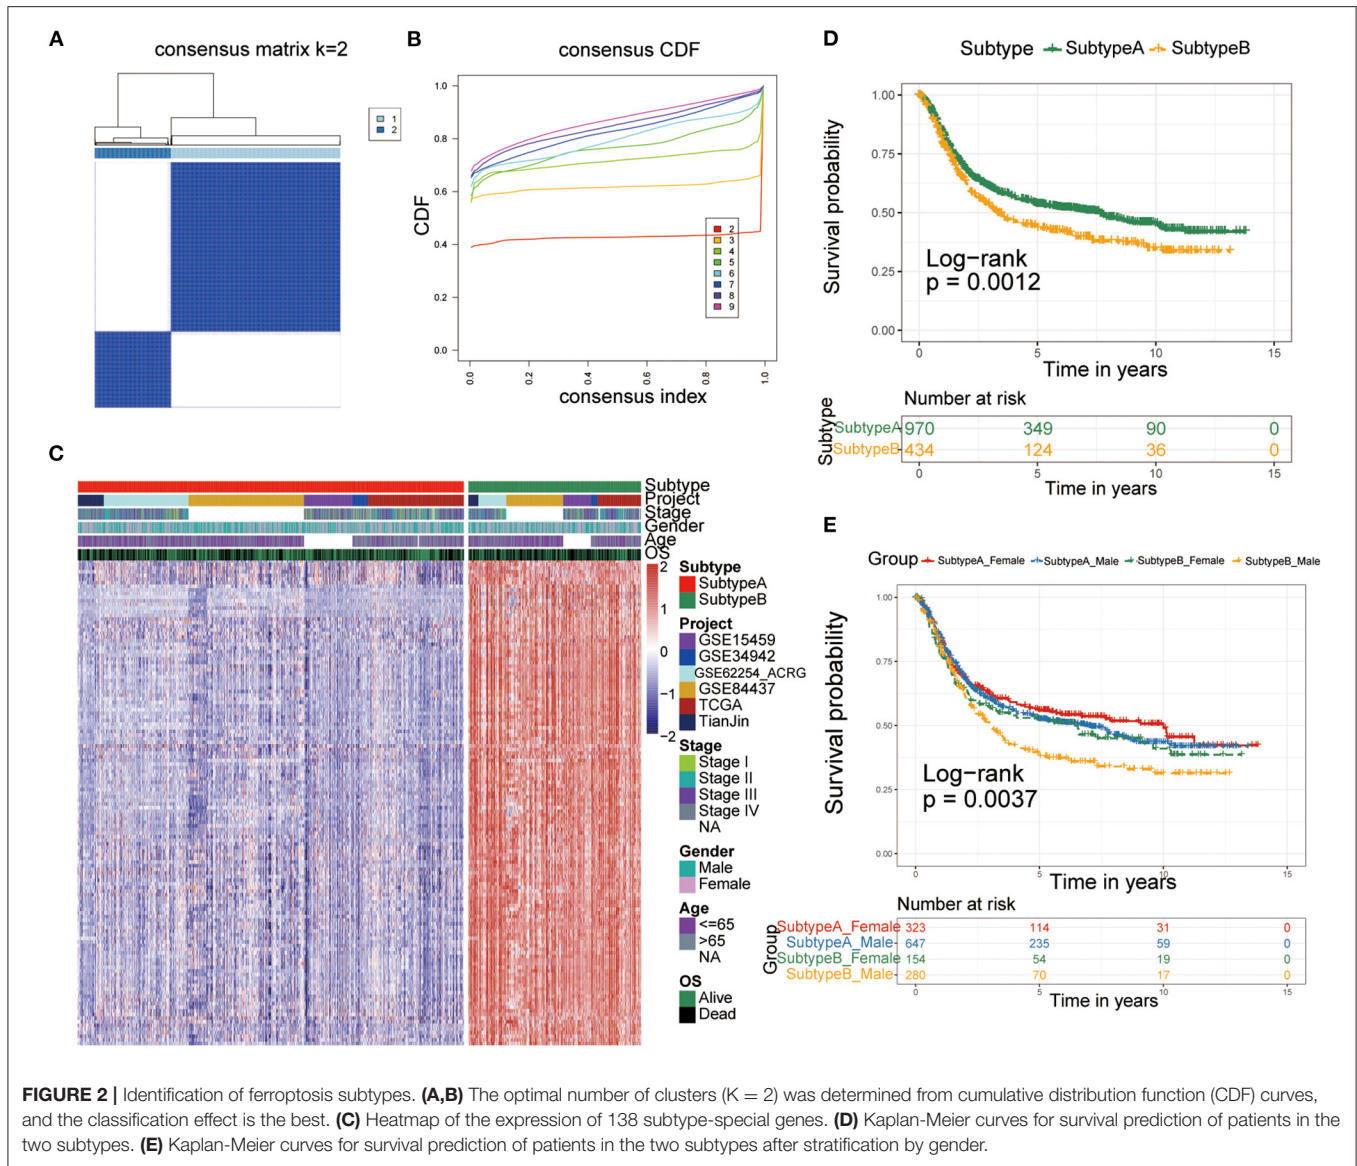 A
consensus matrix k=2
1
2
B
consensus CDF
1.0
0.8
0.6
0.4
0.2
0.0
CDF
2
3
4
5
6
7
8
9
0.0
0.2
0.4
0.6
0.8
1.0
consensus index
C
Subtype
Project
Stage
Gender
Age
OS
2
1
0
−1
−2
Subtype
SubtypeA
SubtypeB
Project
GSE15459
GSE34942
GSE62254_ACRG
GSE84437
TCGA
TianJin
Stage
Stage I
Stage II
Stage III
Stage IV
NA
Gender
Male
Female
Age
<=65
>65
NA
OS
Alive
Dead
D
Subtype SubtypeA SubtypeB
Survival probability
1.00
0.75
0.50
0.25
0.00
Log−rank
p = 0.0012
0 5 10 15
Time in years
Number at risk
Subtype
SubtypeA 970 349 90 0
SubtypeB 434 124 36 0
0 5 10 15
Time in years
E
Group SubtypeA_Female SubtypeA_Male SubtypeB_Female SubtypeB_Male
Survival probability
1.00
0.75
0.50
0.25
0.00
Log−rank
p = 0.0037
0 5 10 15
Time in years
Number at risk
Group
SubtypeA_Female 323 114 31 0
SubtypeA_Male 647 235 59 0
SubtypeB_Female 154 54 19 0
SubtypeB_Male 280 70 17 0
0 5 10 15
Time in years
FIGURE 2 | Identification of ferroptosis subtypes. (A,B) The optimal number of clusters (K = 2) was determined from cumulative distribution function (CDF) curves,
and the classification effect is the best. (C) Heatmap of the expression of 138 subtype-special genes. (D) Kaplan-Meier curves for survival prediction of patients in the
two subtypes. (E) Kaplan-Meier curves for survival prediction of patients in the two subtypes after stratification by gender.